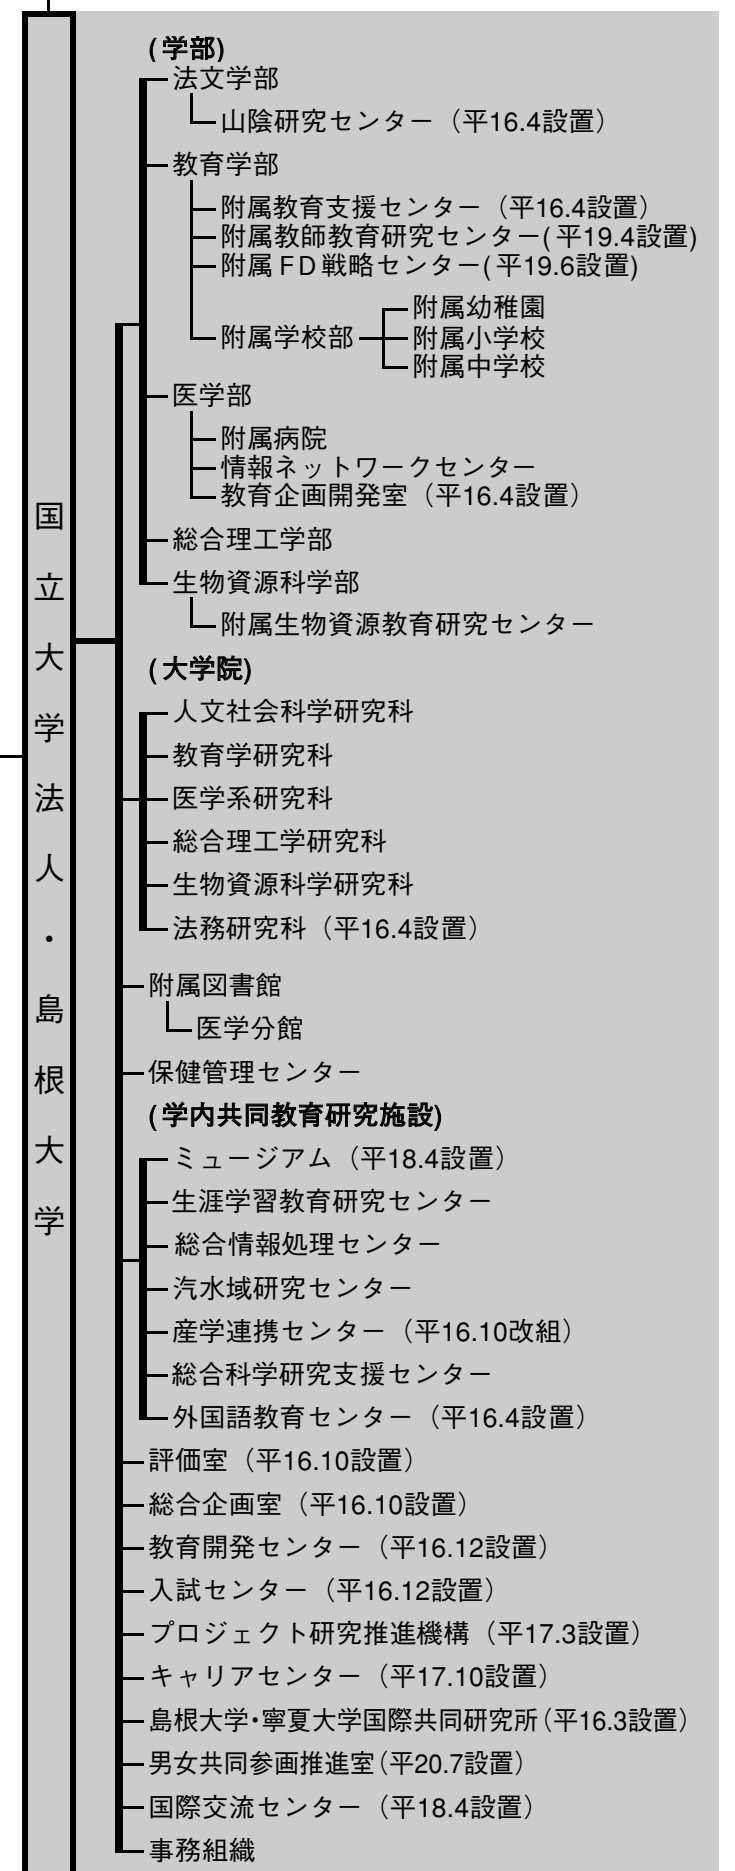 国立大学法人・島根大学
(学部)
法文学部
山陰研究センター（平16.4設置）
教育学部
附属教育支援センター（平16.4設置）
附属教師教育研究センター(平19.4設置)
附属ＦＤ戦略センター(平19.6設置)
附属幼稚園
附属学校部
附属小学校
附属中学校
医学部
附属病院
情報ネットワークセンター
教育企画開発室（平16.4設置）
総合理工学部
生物資源科学部
附属生物資源教育研究センター
(大学院)
人文社会科学研究科
教育学研究科
医学系研究科
総合理工学研究科
生物資源科学研究科
法務研究科（平16.4設置）
附属図書館
医学分館
保健管理センター
(学内共同教育研究施設)
ミュージアム（平18.4設置）
生涯学習教育研究センター
総合情報処理センター
汽水域研究センター
産学連携センター（平16.10改組）
総合科学研究支援センター
外国語教育センター（平16.4設置）
評価室（平16.10設置）
総合企画室（平16.10設置）
教育開発センター（平16.12設置）
入試センター（平16.12設置）
プロジェクト研究推進機構（平17.3設置）
キャリアセンター（平17.10設置）
島根大学・寧夏大学国際共同研究所（平16.3設置）
男女共同参画推進室（平20.7設置）
国際交流センター（平18.4設置）
事務組織